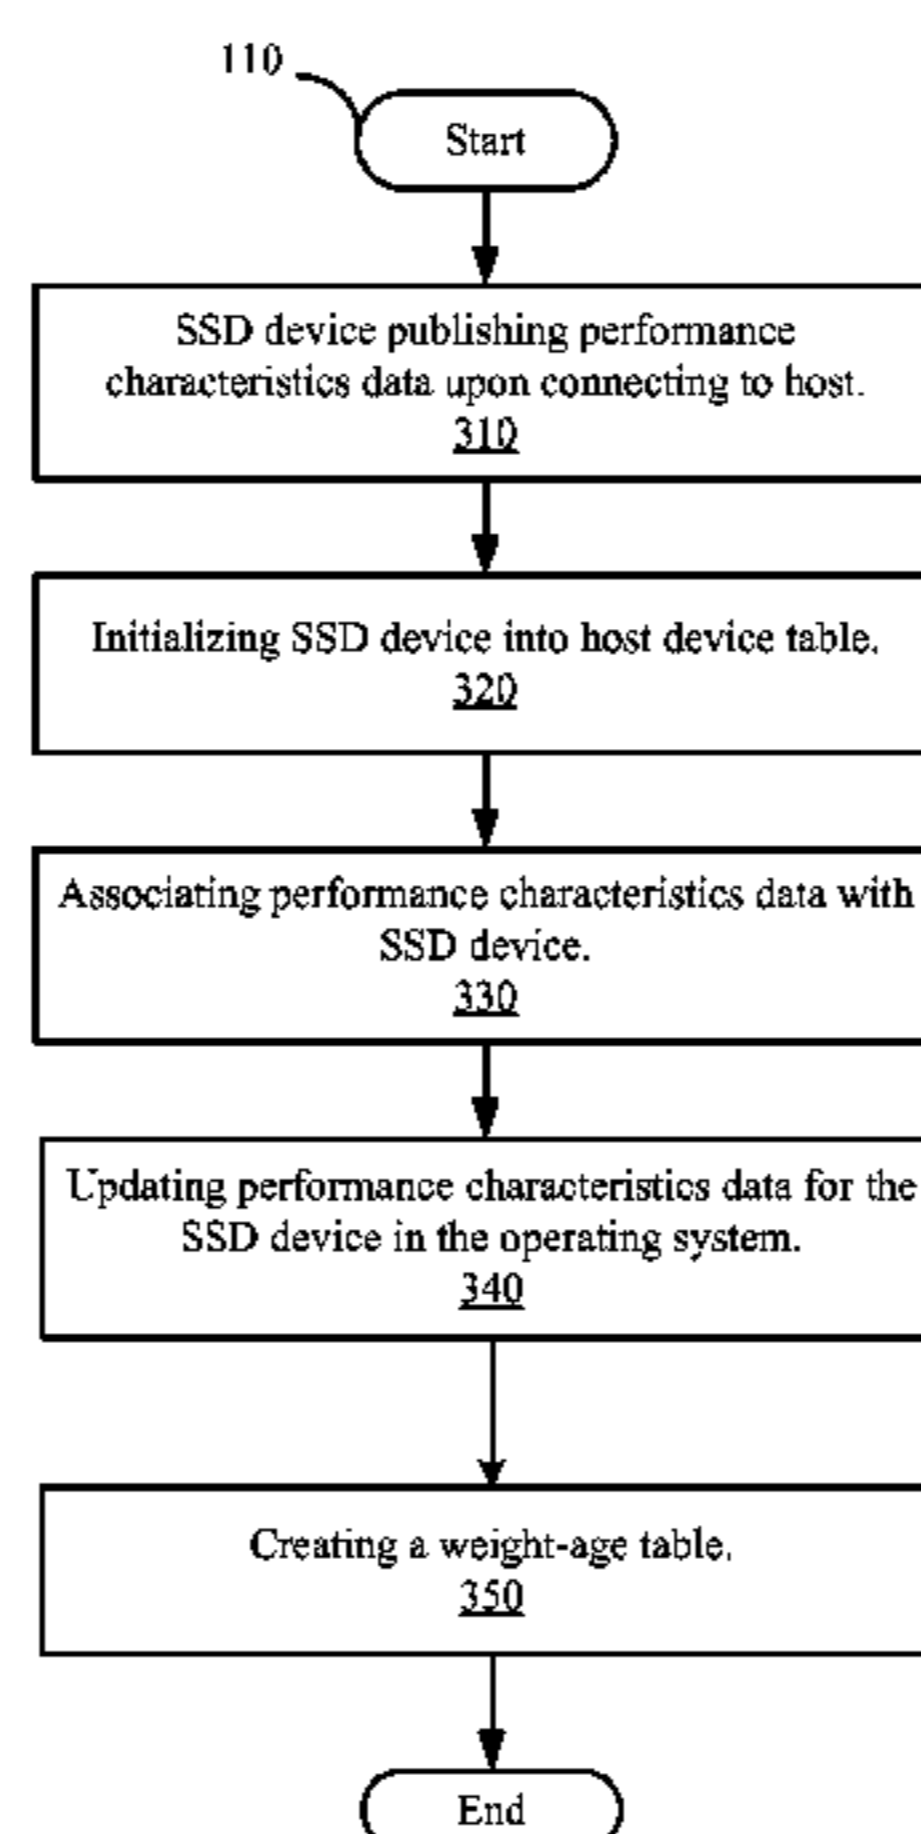 110
Start
SSD device publishing performance
characteristics data upon connecting to host.
310
Initializing SSD device into host device table.
320
Associating performance characteristics data with
SSD device.
330
Updating performance characteristics data for the
SSD device in the operating system.
340
Creating a weight-age table.
350
End